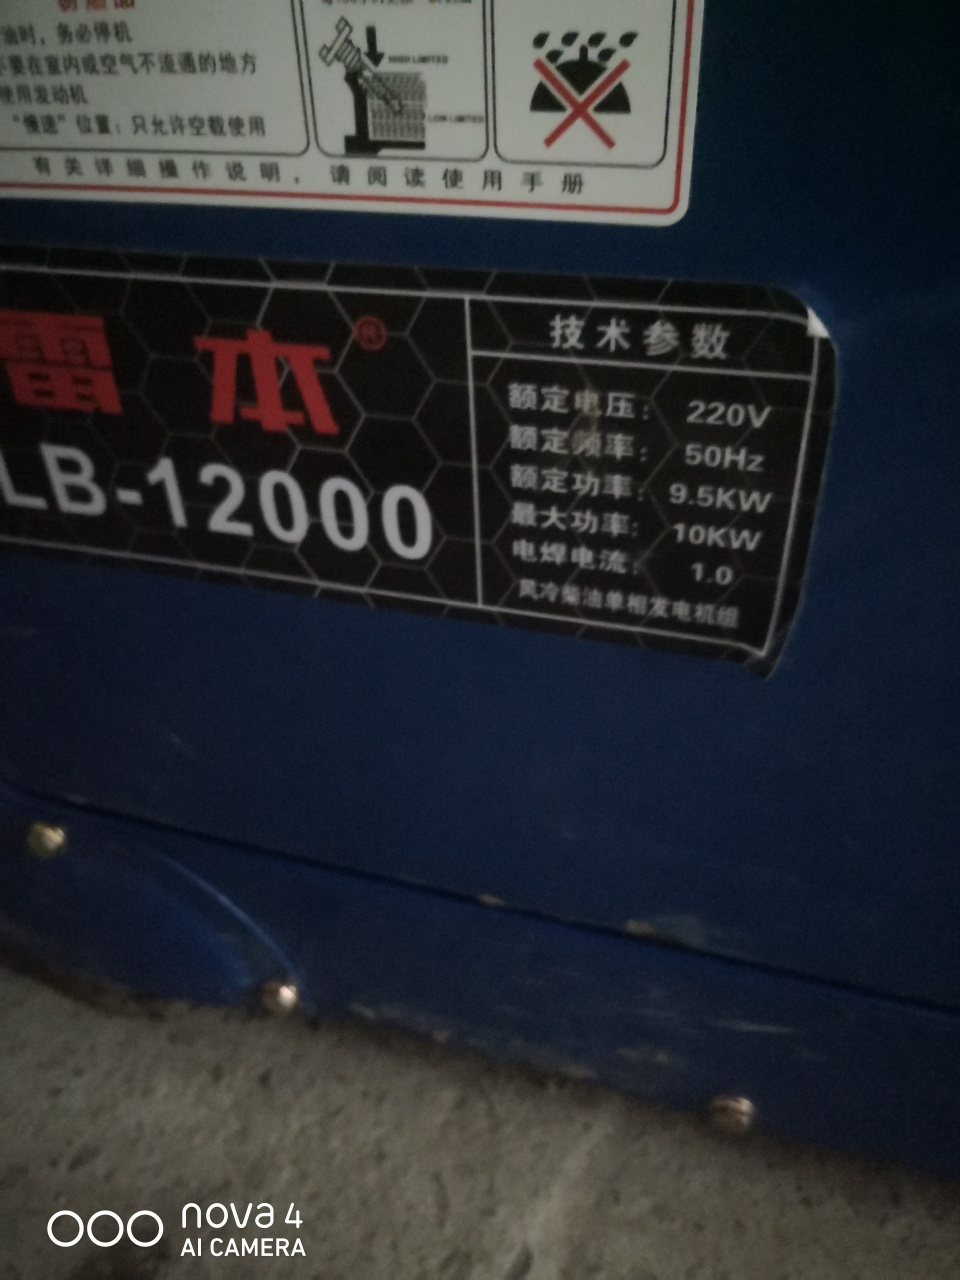 油时，务必停机
不要在室内或空气不流通的地方
使用发动机
"慢速"位置：只允许空载使用
HIGH LIMITED
LOW LIMITED
有关详细操作说明，请阅读使用手册
雷本®
LB-12000
技术参数
额定电压： 220V
额定频率： 50Hz
额定功率： 9.5KW
最大功率： 10KW
电焊电流： 1.0
风冷柴油单相发电机组
nova 4
AI CAMERA